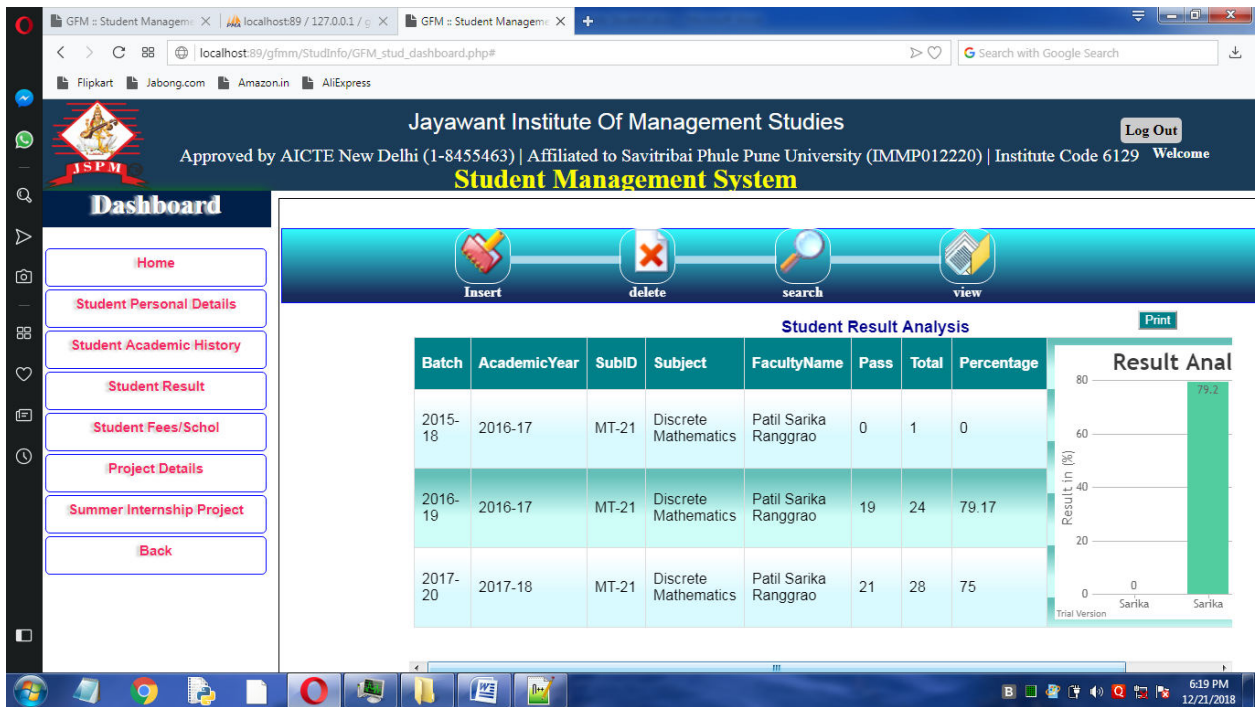 GFM :: Student Manageme
localhost:89 / 127.0.0.1 / g
GFM :: Student Manageme
localhost:89/gfmm/StudInfo/GFM_stud_dashboard.php#
Search with Google Search
Flipkart
Jabong.com
Amazon.in
AliExpress
JSPM
Jayawant Institute Of Management Studies
Approved by AICTE New Delhi (1-8455463) | Affiliated to Savitribai Phule Pune University (IMMP012220) | Institute Code 6129
Student Management System
Log Out
Welcome
Dashboard
Home
Student Personal Details
Student Academic History
Student Result
Student Fees/Schol
Project Details
Summer Internship Project
Back
Insert
delete
search
view
Student Result Analysis
Print
Batch AcademicYear SubID Subject FacultyName Pass Total Percentage
2015-18 2016-17 MT-21 Discrete Mathematics Patil Sarika Ranggrao 0 1 0
2016-19 2016-17 MT-21 Discrete Mathematics Patil Sarika Ranggrao 19 24 79.17
2017-20 2017-18 MT-21 Discrete Mathematics Patil Sarika Ranggrao 21 28 75
Result Anal
Result in (%)
80
60
40
20
0
79.2
0
Sarika
Sarika
Trial Version
6:19 PM
12/21/2018